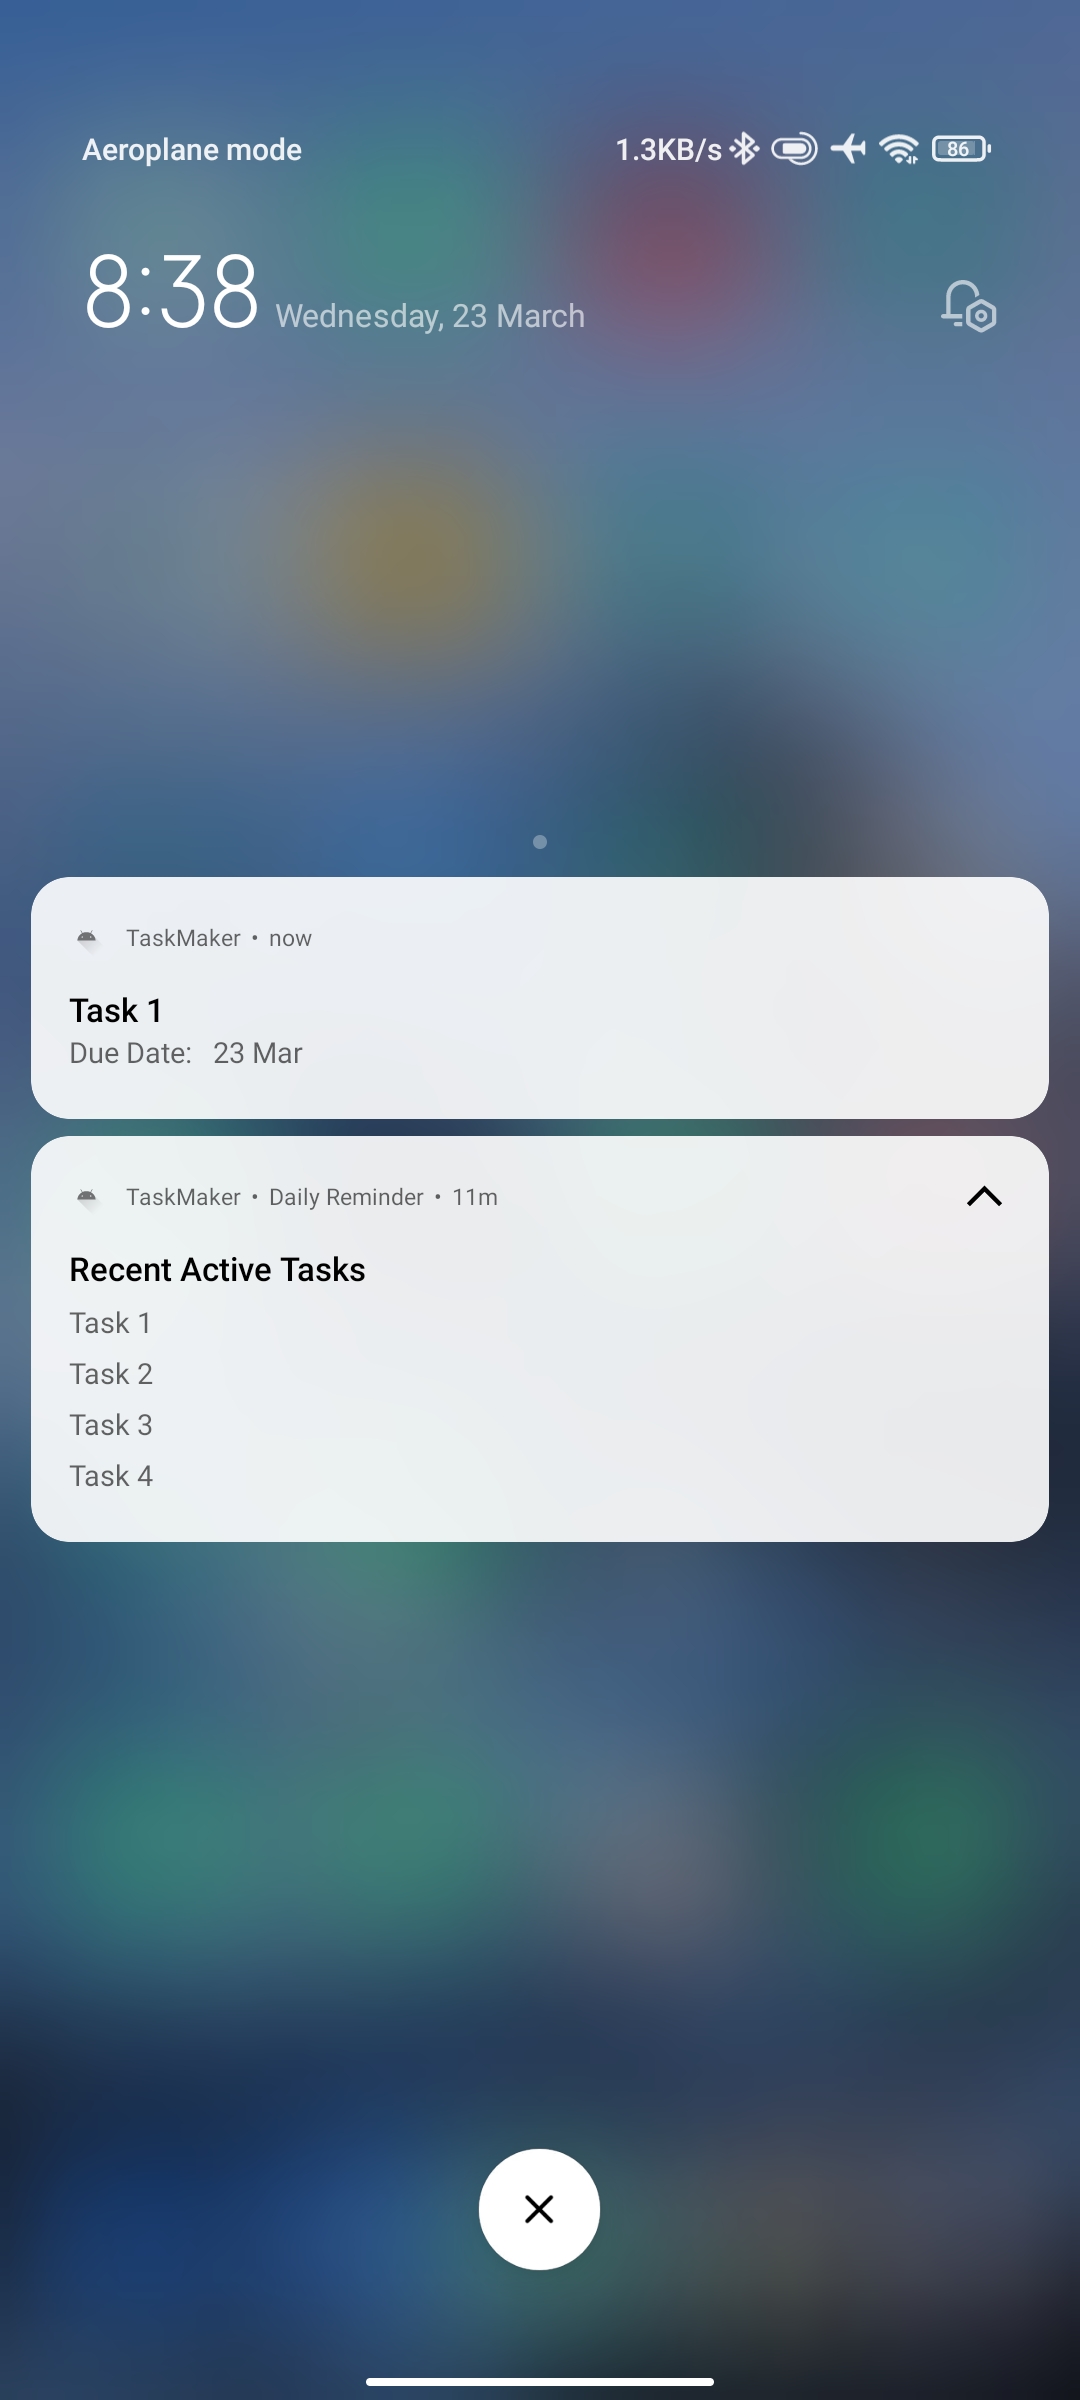 Aeroplane mode 1.3KB/s 86
8:38 Wednesday, 23 March
TaskMaker • now
Task 1
Due Date: 23 Mar
TaskMaker • Daily Reminder • 11m
Recent Active Tasks
Task 1
Task 2
Task 3
Task 4